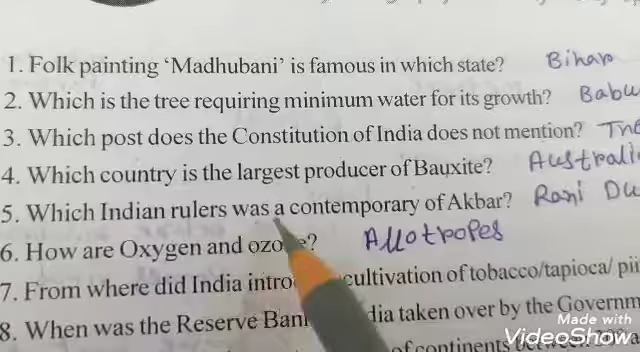 1. Folk painting ‘Madhubani’ is famous in which state? Bihar
2. Which is the tree requiring minimum water for its growth? Babu
3. Which post does the Constitution of India does not mention? The
4. Which country is the largest producer of Bauxite? Australi
5. Which Indian rulers was a contemporary of Akbar? Rani Du
6. How are Oxygen and ozo e? Allotropes
7. From where did India intro cultivation of tobacco/tapioca/ pi
8. When was the Reserve Ban dia taken over by the Governm
of continents
Made with
VideoShow